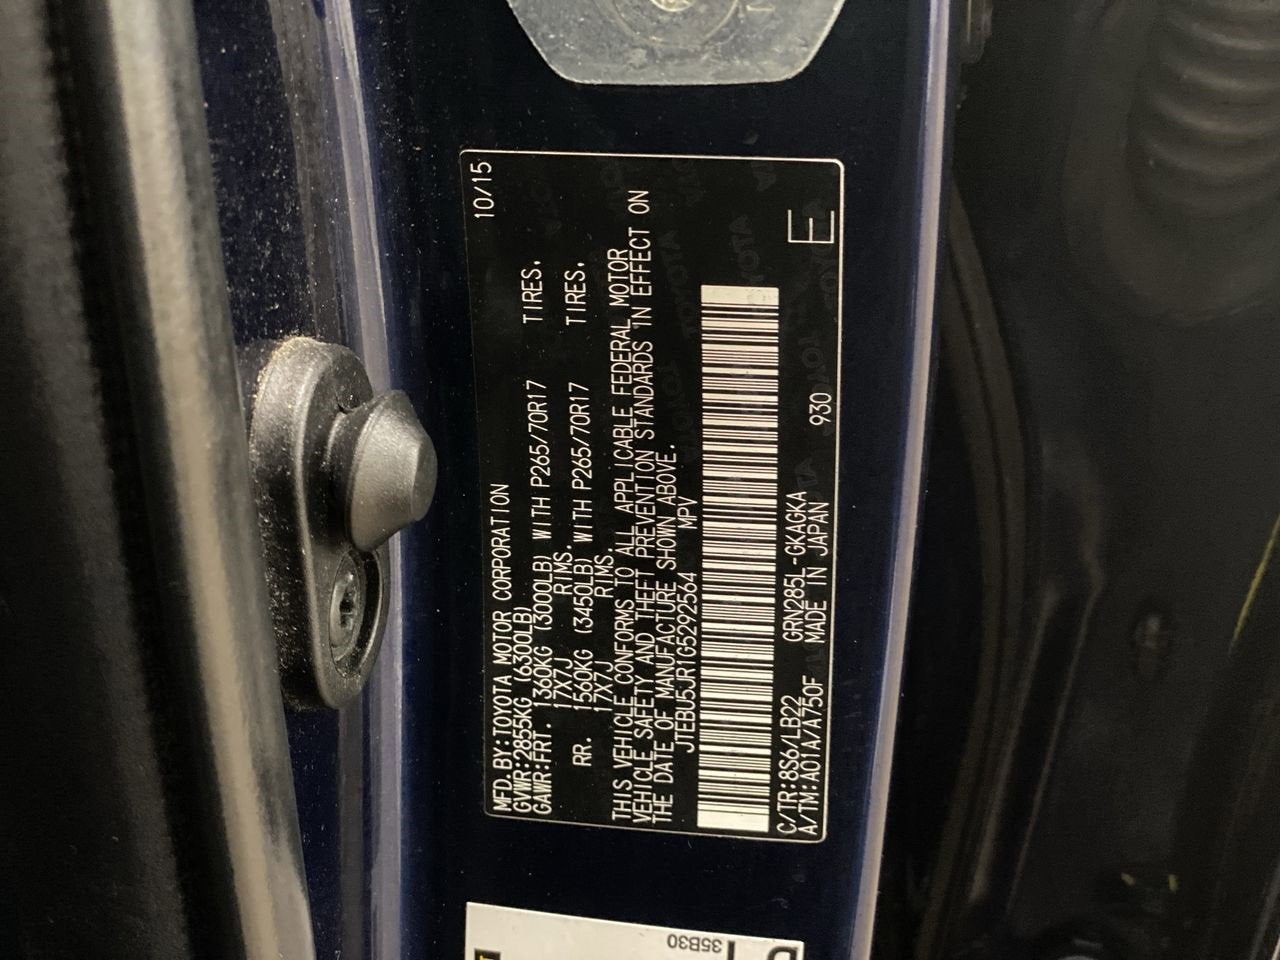 MFD.BY:TOYOTA MOTOR CORPORATION 10/15
GVWR:2855KG (6300LB)
GAWR:FRT. 1360KG (3000LB) WITH P265/70R17 TIRES.
17X7J RIMS.
RR. 1560KG (3450LB) WITH P265/70R17 TIRES.
17X7J RIMS.
THIS VEHICLE CONFORMS TO ALL APPLICABLE FEDERAL MOTOR
VEHICLE SAFETY AND THEFT PREVENTION STANDARDS IN EFFECT ON
THE DATE OF MANUFACTURE SHOWN ABOVE.
JTEBU5JR1G5292564 MPV
C/TR:8S6/LB22 GRN285L-GKAGKA
A/TM:A01A/A750F MADE IN JAPAN 930 E
35B30